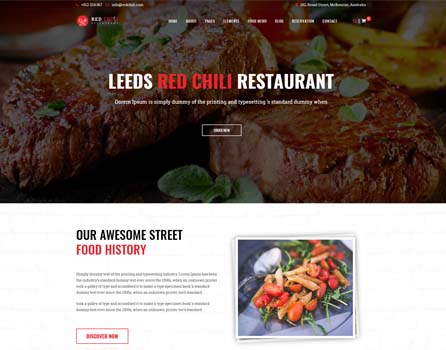 +012 534 867 info@redchili.com 102, Broad Street, Melbourne, Australia
RED CHILI
RESTAURANT
HOME ABOUT PAGES ELEMENTS FOOD MENU BLOG RESERVATION CONTACT
LEEDS RED CHILI RESTAURANT
Dorem Ipsum is simply dummy of the printing and typesetting 's standard dummy when
ORDER NOW
OUR AWESOME STREET
FOOD HISTORY
Simply dummy text of the printing and typesetting industry. Lorem Ipsum hasbeen
the industry's standard dummy text ever since the 1500s, when an unknown printer
took a galley of type and scrambled it to make a type specimen book's standard
dummy text ever since the 1500s, when an unknown printer
took a galley of type and scrambled it to make a type specimen book's standard
dummy text ever since the 1500s, when an unknown printer two's standard
DISCOVER NOW